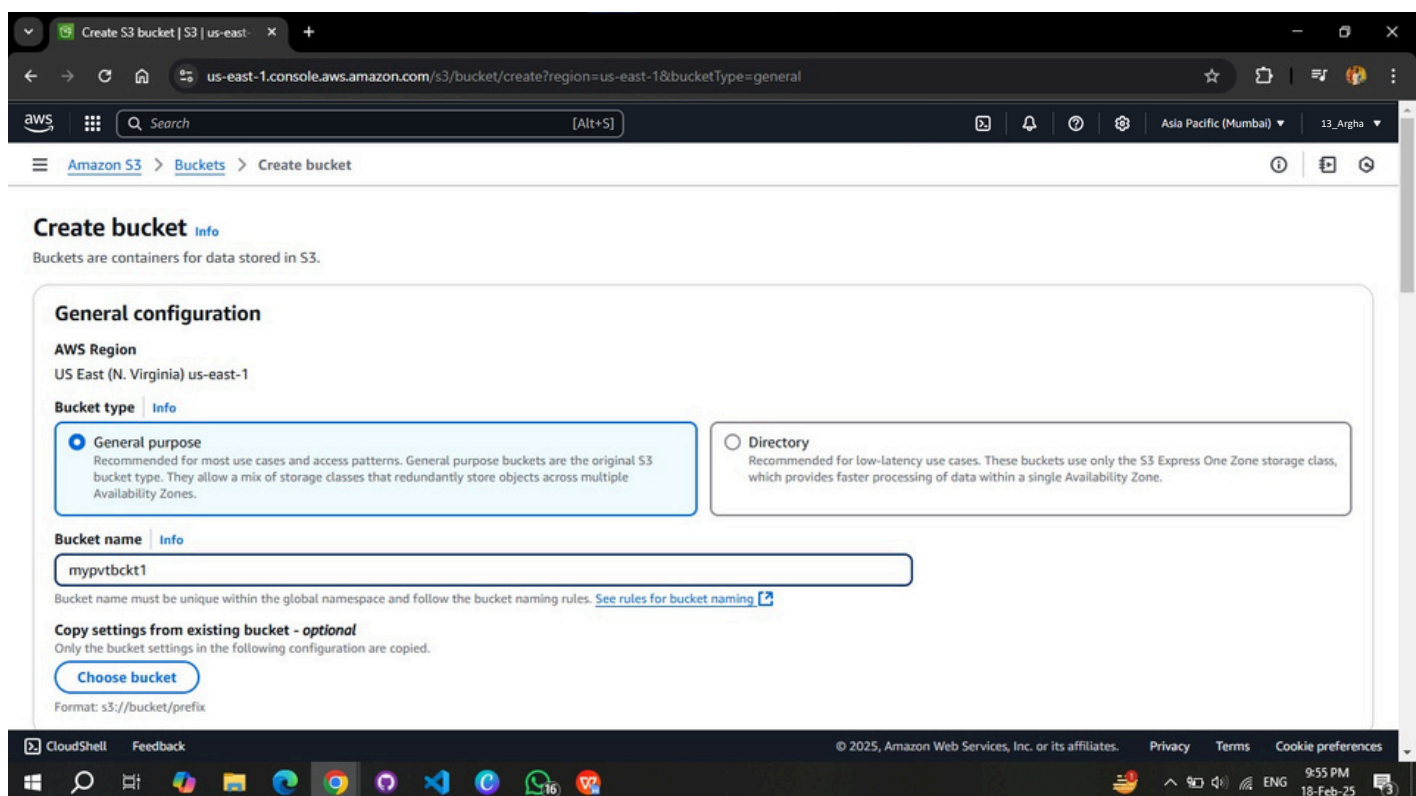 Create S3 bucket | S3 | us-east-
us-east-1.console.aws.amazon.com/s3/bucket/create?region=us-east-1&bucketType=general
aws
Search
[Alt+S]
Asia Pacific (Mumbai)
13_Argha
Amazon S3 > Buckets > Create bucket
Create bucket Info
Buckets are containers for data stored in S3.
General configuration
AWS Region
US East (N. Virginia) us-east-1
Bucket type Info
General purpose
Recommended for most use cases and access patterns. General purpose buckets are the original S3
bucket type. They allow a mix of storage classes that redundantly store objects across multiple
Availability Zones.
Directory
Recommended for low-latency use cases. These buckets use only the S3 Express One Zone storage class,
which provides faster processing of data within a single Availability Zone.
Bucket name Info
mypvtbckt1
Bucket name must be unique within the global namespace and follow the bucket naming rules. See rules for bucket naming
Copy settings from existing bucket - optional
Only the bucket settings in the following configuration are copied.
Choose bucket
Format: s3://bucket/prefix
CloudShell
Feedback
© 2025, Amazon Web Services, Inc. or its affiliates.
Privacy
Terms
Cookie preferences
16
ENG
9:55 PM
18-Feb-25
3